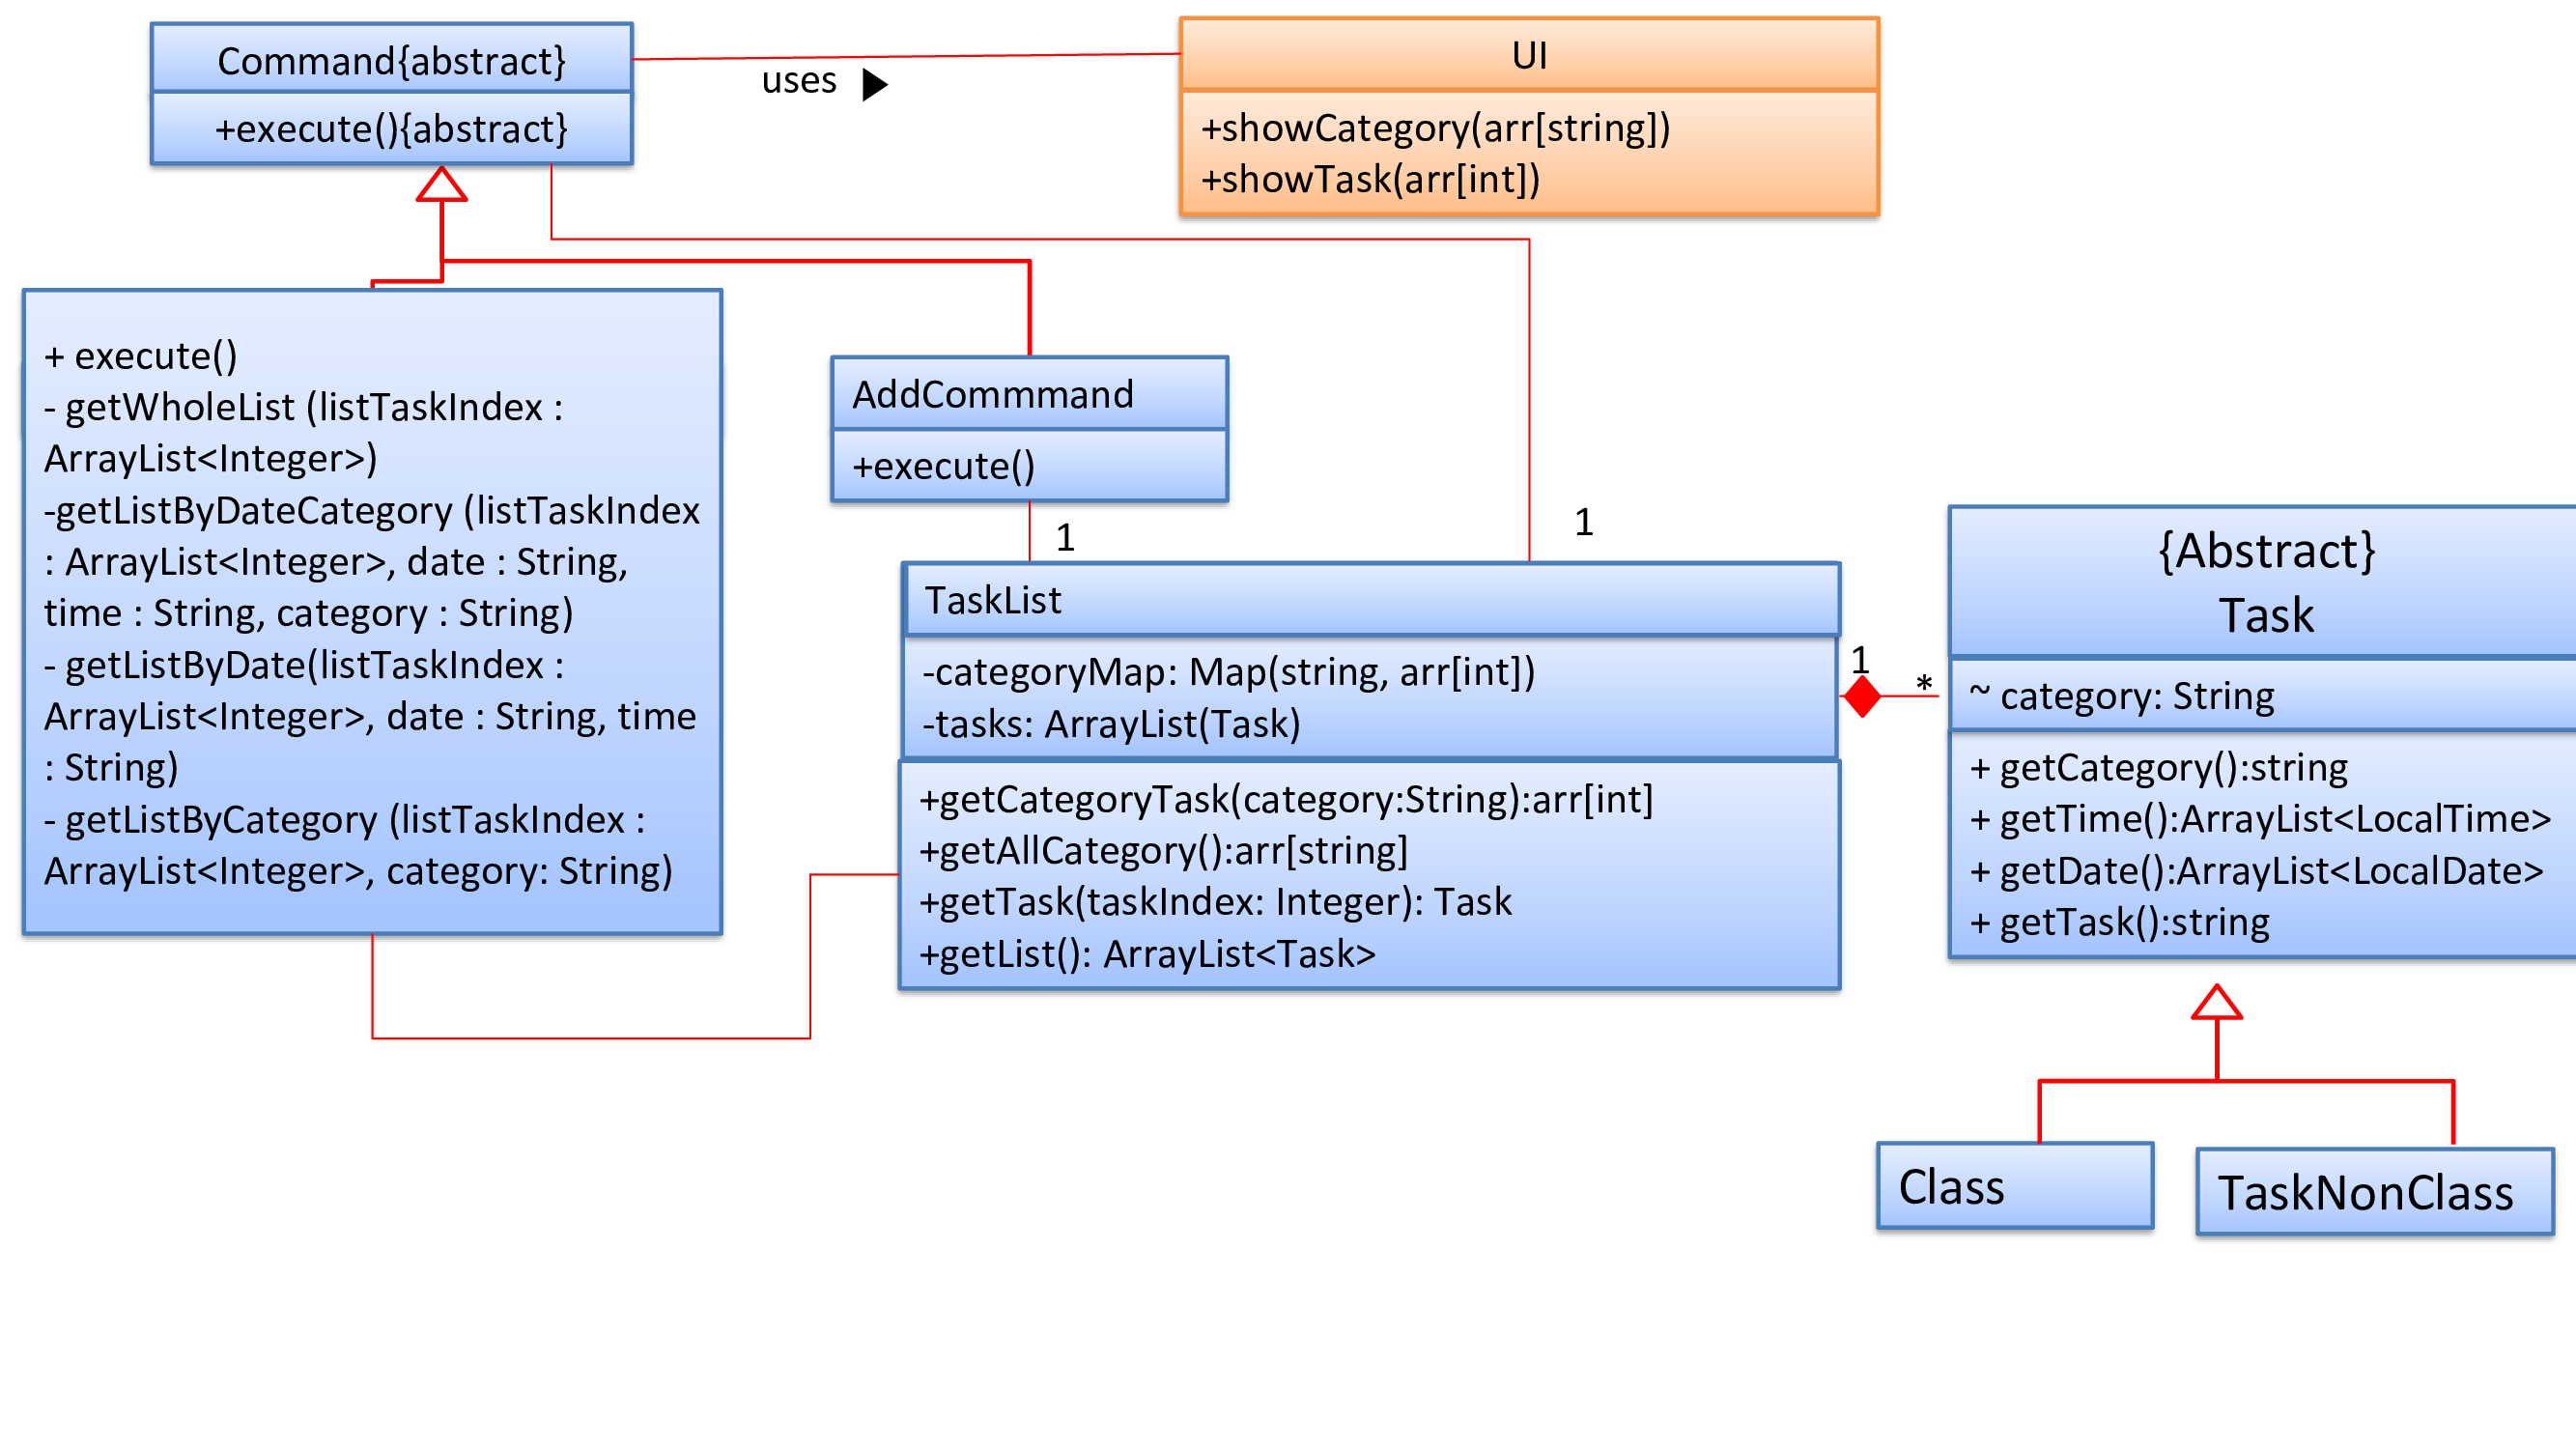 Command{abstract}
+execute(){abstract}
uses
UI
+showCategory(arr[string])
+showTask(arr[int])
+ execute()
- getWholeList (listTaskIndex :
ArrayList<Integer>)
-getListByDateCategory (listTaskIndex
: ArrayList<Integer>, date : String,
time : String, category : String)
- getListByDate(listTaskIndex :
ArrayList<Integer>, date : String, time
: String)
- getListByCategory (listTaskIndex :
ArrayList<Integer>, category: String)
AddCommmand
+execute()
1
1
TaskList
-categoryMap: Map(string, arr[int])
-tasks: ArrayList(Task)
+getCategoryTask(category:String):arr[int]
+getAllCategory():arr[string]
+getTask(taskIndex: Integer): Task
+getList(): ArrayList<Task>
1
*
{Abstract}
Task
~ category: String
+ getCategory():string
+ getTime():ArrayList<LocalTime>
+ getDate():ArrayList<LocalDate>
+ getTask():string
Class
TaskNonClass